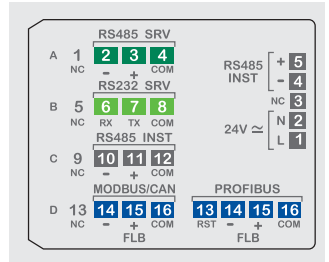 RS485 SRV
A 1 2 3 4
NC - + COM
RS232 SRV
B 5 6 7 8
NC RX TX COM
RS485 INST
C 9 10 11 12
NC - + COM
MODBUS/CAN
D 13 14 15 16
NC - + COM
FLB
PROFIBUS
13 14 15 16
RST - + COM
FLB
RS485 INST
+ 5
- 4
NC 3
24V ≃
N 2
L 1